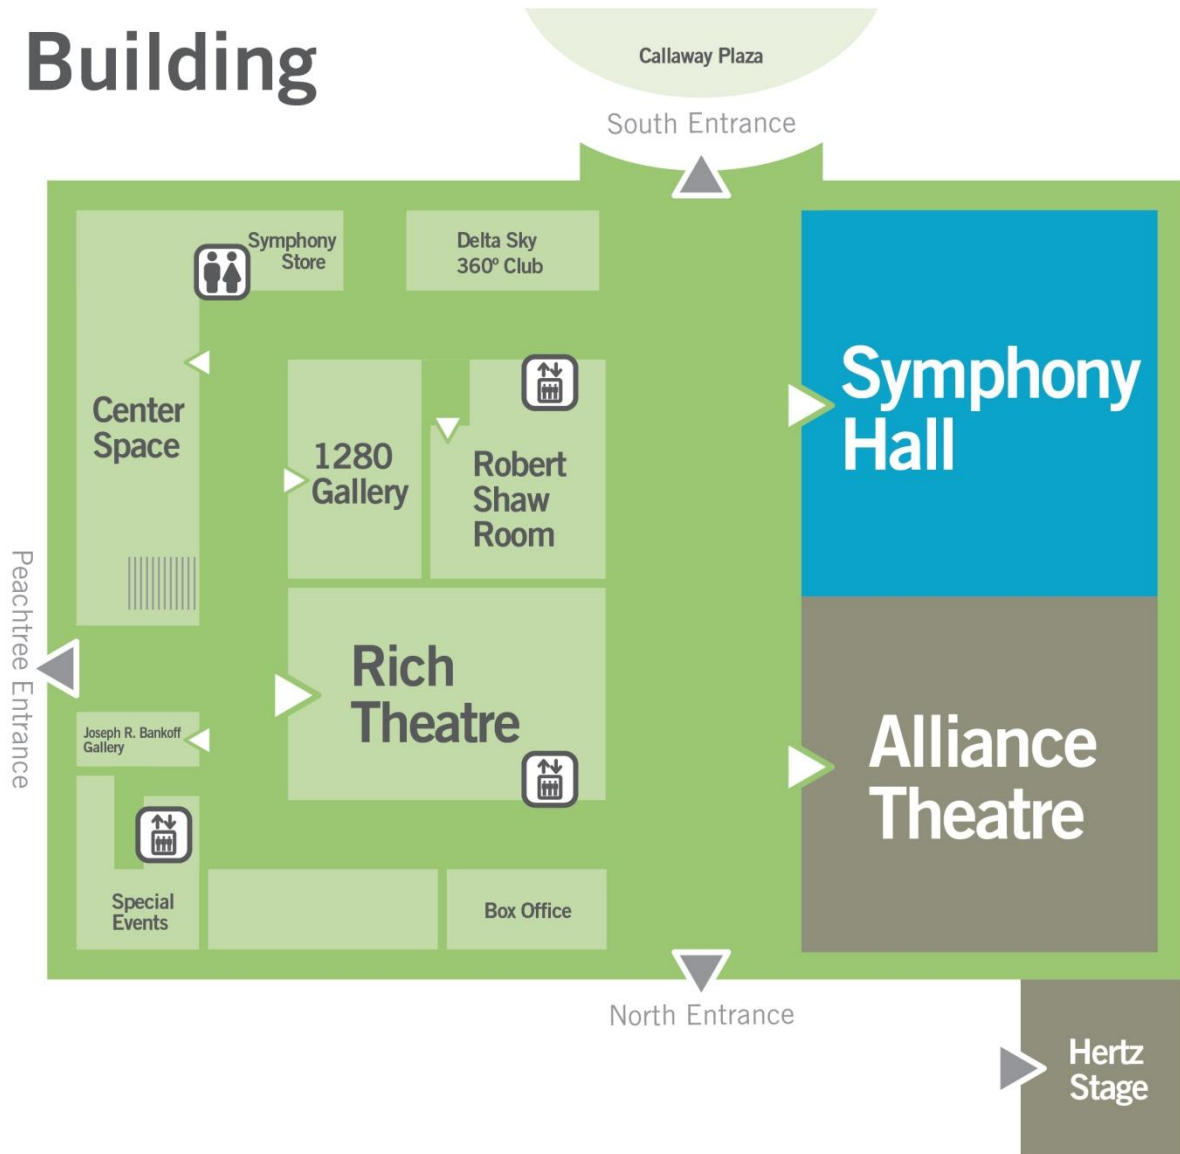 Building
Callaway Plaza
South Entrance
Symphony
Store
Delta Sky
360º Club
Symphony
Hall
Center
Space
1280
Gallery
Robert
Shaw
Room
Peachtree Entrance
Rich
Theatre
Joseph R. Bankoff
Gallery
Alliance
Theatre
Special
Events
Box Office
North Entrance
Hertz
Stage